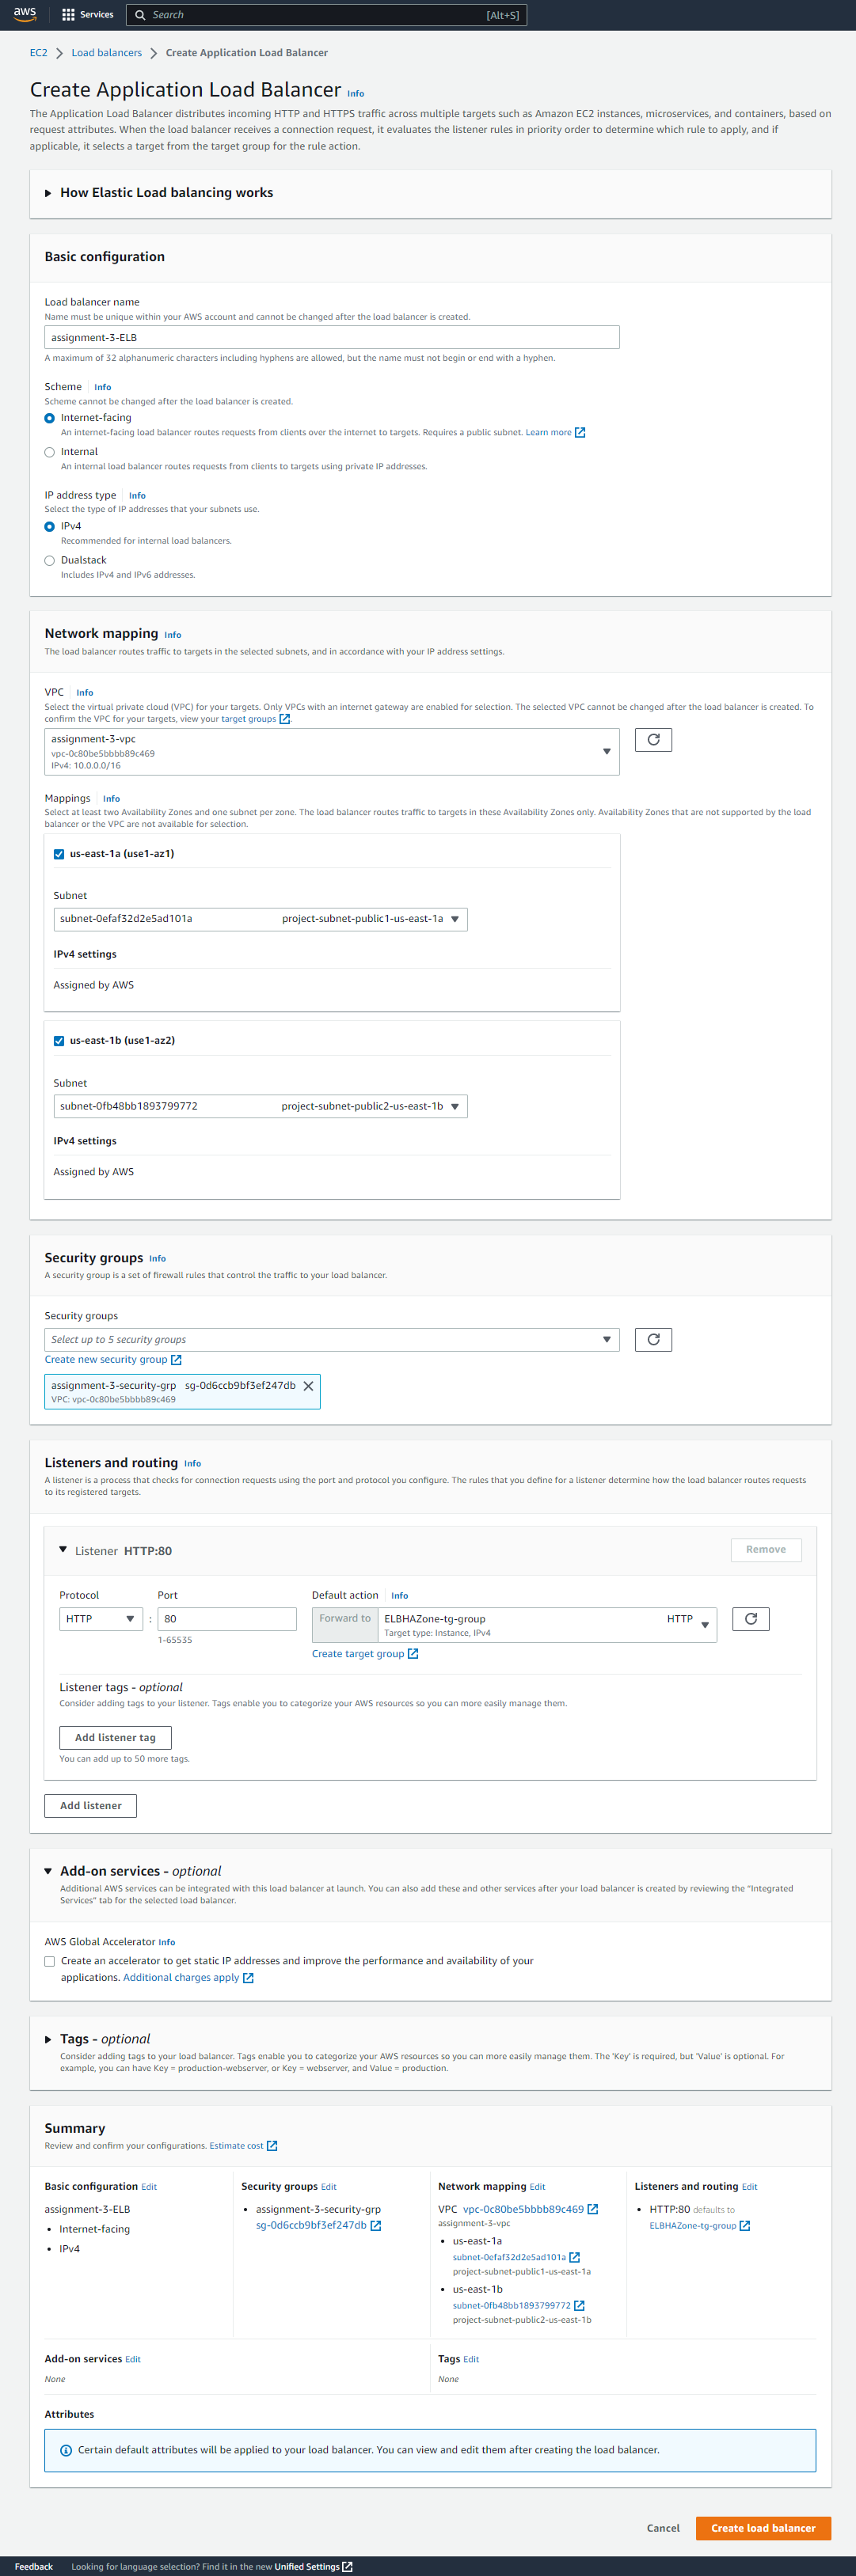 aws
Services
Search [Alt+S]
EC2 Load balancers Create Application Load Balancer
Create Application Load Balancer Info
The Application Load Balancer distributes incoming HTTP and HTTPS traffic across multiple targets such as Amazon EC2 instances, microservices, and containers, based on
request attributes. When the load balancer receives a connection request, it evaluates the listener rules in priority order to determine which rule to apply, and if
applicable, it selects a target from the target group for the rule action.
How Elastic Load balancing works
Basic configuration
Load balancer name
Name must be unique within your AWS account and cannot be changed after the load balancer is created.
assignment-3-ELB
A maximum of 32 alphanumeric characters including hyphens are allowed, but the name must not begin or end with a hyphen.
Scheme Info
Scheme cannot be changed after the load balancer is created.
Internet-facing
An internet-facing load balancer routes requests from clients over the internet to targets. Requires a public subnet. Learn more
Internal
An internal load balancer routes requests from clients to targets using private IP addresses.
IP address type Info
Select the type of IP addresses that your subnets use.
IPv4
Recommended for internal load balancers.
Dualstack
Includes IPv4 and IPv6 addresses.
Network mapping Info
The load balancer routes traffic to targets in the selected subnets, and in accordance with your IP address settings.
VPC Info
Select the virtual private cloud (VPC) for your targets. Only VPCs with an internet gateway are enabled for selection. The selected VPC cannot be changed after the load balancer is created. To
confirm the VPC for your targets, view your target groups.
assignment-3-vpc
vpc-0c80be5bbbb89c469
IPv4: 10.0.0.0/16
Mappings Info
Select at least two Availability Zones and one subnet per zone. The load balancer routes traffic to targets in these Availability Zones only. Availability Zones that are not supported by the load
balancer or the VPC are not available for selection.
us-east-1a (use1-az1)
Subnet
subnet-0efaf32d2e5ad101a project-subnet-public1-us-east-1a
IPv4 settings
Assigned by AWS
us-east-1b (use1-az2)
Subnet
subnet-0fb48bb1893799772 project-subnet-public2-us-east-1b
IPv4 settings
Assigned by AWS
Security groups Info
A security group is a set of firewall rules that control the traffic to your load balancer.
Security groups
Select up to 5 security groups
Create new security group
assignment-3-security-grp sg-0d6ccb9bf3ef247db
VPC: vpc-0c80be5bbbb89c469
Listeners and routing Info
A listener is a process that checks for connection requests using the port and protocol you configure. The rules that you define for a listener determine how the load balancer routes requests
to its registered targets.
Listener HTTP:80
Remove
Protocol Port Default action Info
HTTP : 80 Forward to ELBHAZone-tg-group HTTP
Target type: Instance, IPv4
1-65535
Create target group
Listener tags - optional
Consider adding tags to your listener. Tags enable you to categorize your AWS resources so you can more easily manage them.
Add listener tag
You can add up to 50 more tags.
Add listener
Add-on services - optional
Additional AWS services can be integrated with this load balancer at launch. You can also add these and other services after your load balancer is created by reviewing the "Integrated
Services" tab for the selected load balancer.
AWS Global Accelerator Info
Create an accelerator to get static IP addresses and improve the performance and availability of your
applications. Additional charges apply
Tags - optional
Consider adding tags to your load balancer. Tags enable you to categorize your AWS resources so you can more easily manage them. The 'Key' is required, but 'Value' is optional. For
example, you can have Key = production-webserver, or Key = webserver, and Value = production.
Summary
Review and confirm your configurations. Estimate cost
Basic configuration Edit
assignment-3-ELB
• Internet-facing
• IPv4
Security groups Edit
• assignment-3-security-grp
sg-0d6ccb9bf3ef247db
Network mapping Edit
VPC vpc-0c80be5bbbb89c469
assignment-3-vpc
• us-east-1a
subnet-0efaf32d2e5ad101a
project-subnet-public1-us-east-1a
• us-east-1b
subnet-0fb48bb1893799772
project-subnet-public2-us-east-1b
Listeners and routing Edit
• HTTP:80 defaults to
ELBHAZone-tg-group
Add-on services Edit
None
Tags Edit
None
Attributes
Certain default attributes will be applied to your load balancer. You can view and edit them after creating the load balancer.
Cancel Create load balancer
Feedback Looking for language selection? Find it in the new Unified Settings